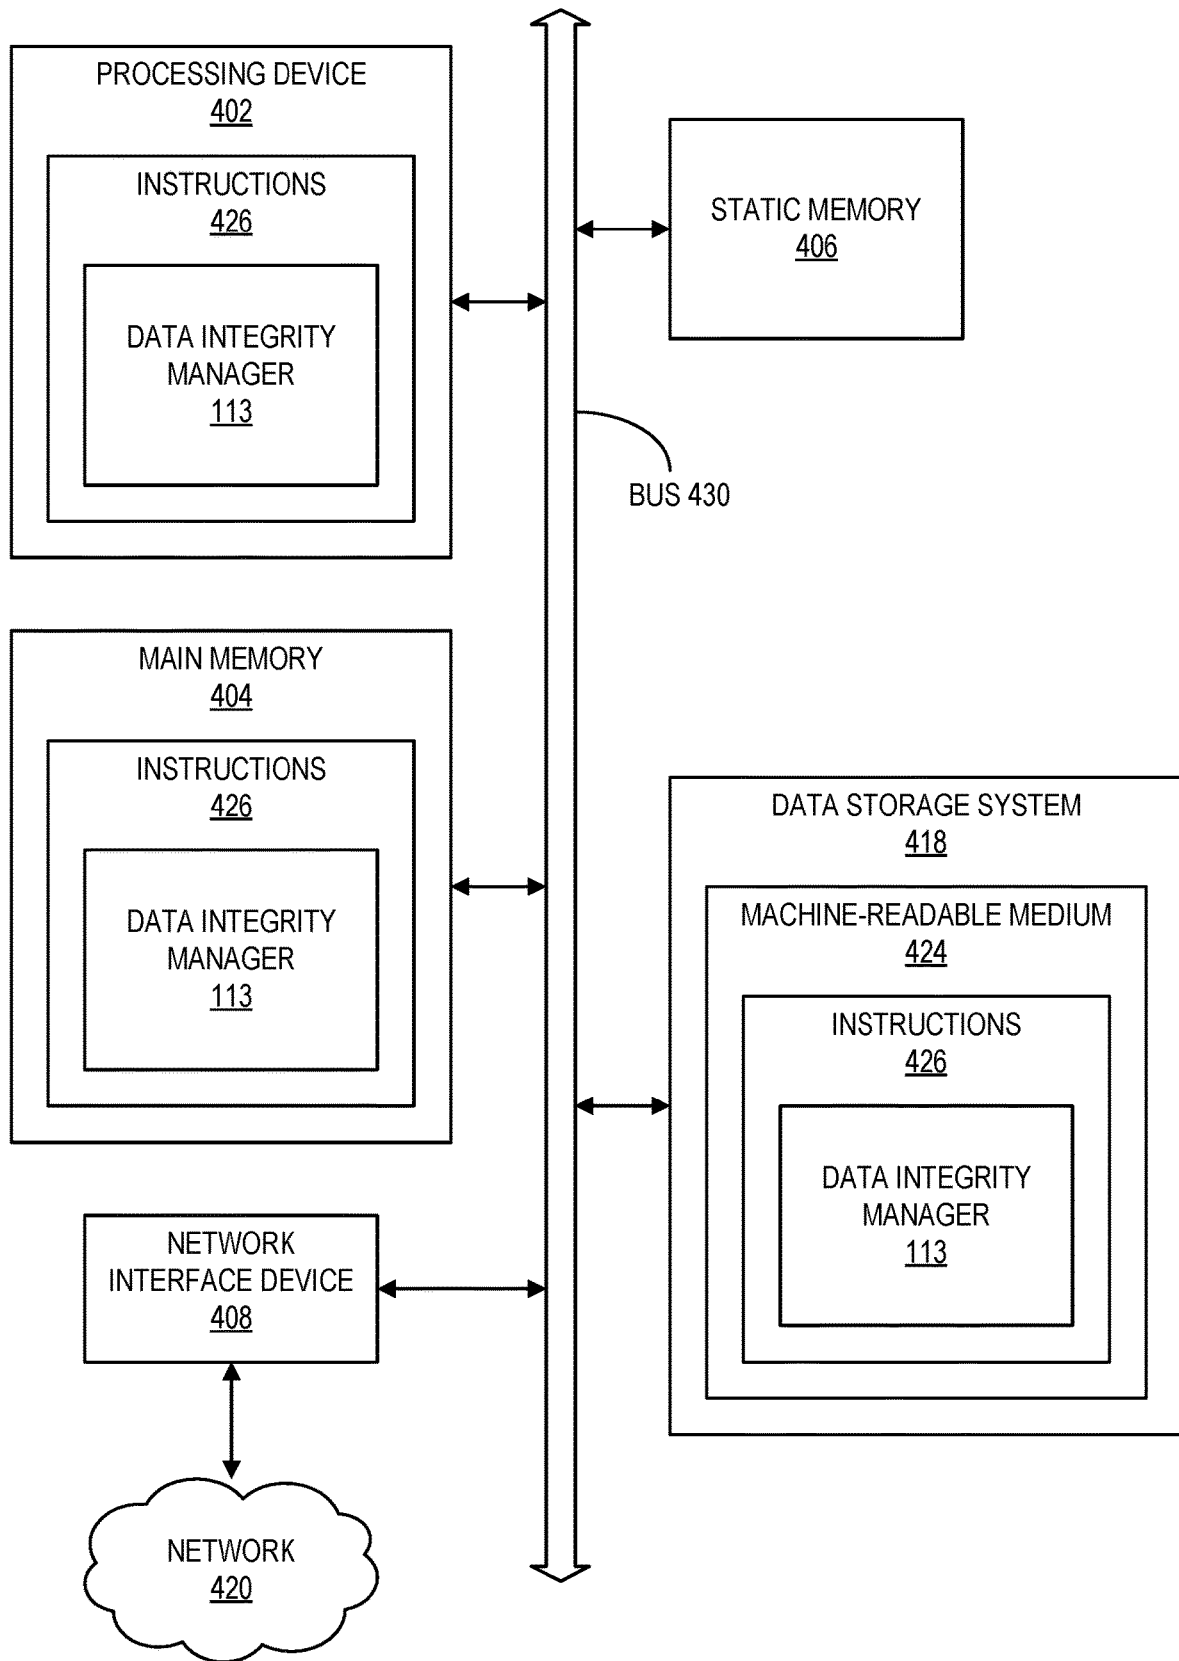 PROCESSING DEVICE
402
INSTRUCTIONS
426
DATA INTEGRITY
MANAGER
113
STATIC MEMORY
406
BUS 430
MAIN MEMORY
404
INSTRUCTIONS
426
DATA INTEGRITY
MANAGER
113
DATA STORAGE SYSTEM
418
MACHINE-READABLE MEDIUM
424
INSTRUCTIONS
426
DATA INTEGRITY
MANAGER
113
NETWORK
INTERFACE DEVICE
408
NETWORK
420